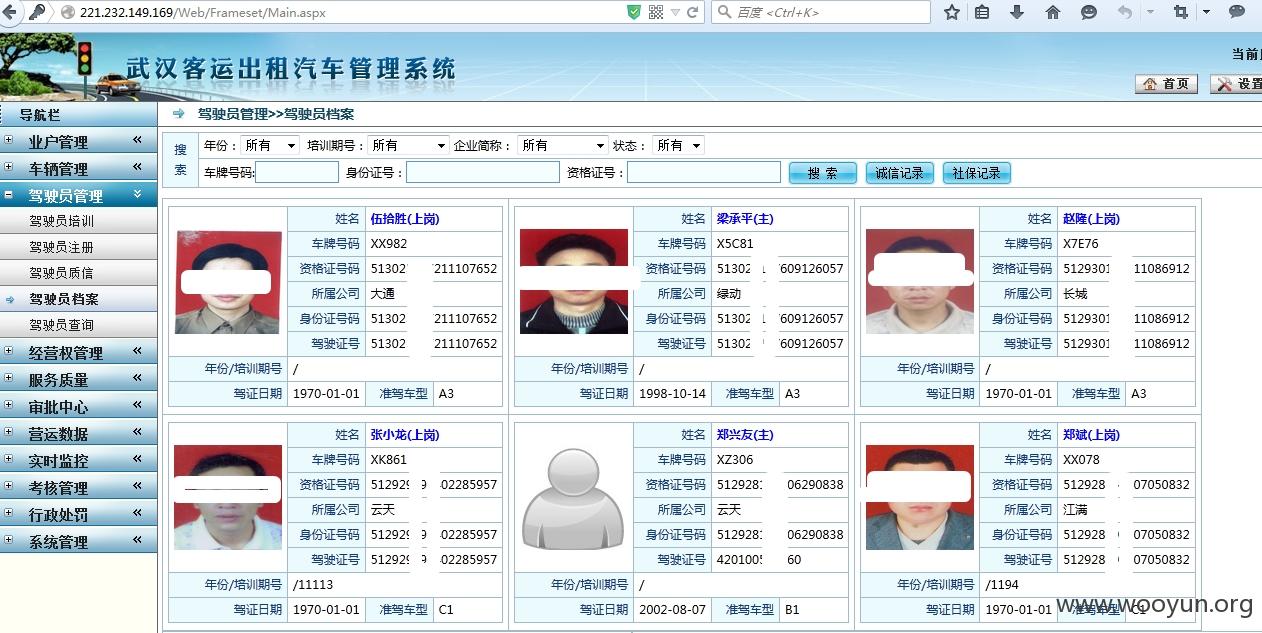 221.232.149.169/Web/Frameset/Main.aspx
百度 <Ctrl+K>
武汉客运出租汽车管理系统
当前
首页 设置
导航栏
业户管理
车辆管理
驾驶员管理
驾驶员培训
驾驶员注册
驾驶员质信
驾驶员档案
驾驶员查询
经营权管理
服务质量
审批中心
营运数据
实时监控
考核管理
行政处罚
系统管理
驾驶员管理>>驾驶员档案
搜索
年份：所有 培训期号：所有 企业简称：所有 状态：所有
车牌号码: 身份证号： 资格证号： 搜 索 诚信记录 社保记录
姓名 伍拾胜(上岗)
车牌号码 XX982
资格证号码 51302 211107652
所属公司 大通
身份证号码 51302 211107652
驾驶证号 51302 211107652
年份/培训期号 /
驾证日期 1970-01-01 准驾车型 A3
姓名 梁承平(主)
车牌号码 X5C81
资格证号码 51302 609126057
所属公司 绿动
身份证号码 51302 609126057
驾驶证号 51302 609126057
年份/培训期号 /
驾证日期 1998-10-14 准驾车型 A3
姓名 赵隆(上岗)
车牌号码 X7E76
资格证号码 5129301 11086912
所属公司 长城
身份证号码 5129301 11086912
驾驶证号 5129301 11086912
年份/培训期号 /
驾证日期 1970-01-01 准驾车型 A3
姓名 张小龙(上岗)
车牌号码 XK861
资格证号码 512929 9 02285957
所属公司 云天
身份证号码 512929 9 02285957
驾驶证号 512929 9 02285957
年份/培训期号 /11113
驾证日期 1970-01-01 准驾车型 C1
姓名 郑兴友(主)
车牌号码 XZ306
资格证号码 5129281 06290838
所属公司 云天
身份证号码 5129281 06290838
驾驶证号 420100 60
年份/培训期号 /
驾证日期 2002-08-07 准驾车型 B1
姓名 郑斌(上岗)
车牌号码 XX078
资格证号码 512928 07050832
所属公司 江满
身份证号码 512928 07050832
驾驶证号 512928 07050832
年份/培训期号 /1194
驾证日期 1970-01-01 准驾车型 C1
www.wooyun.org